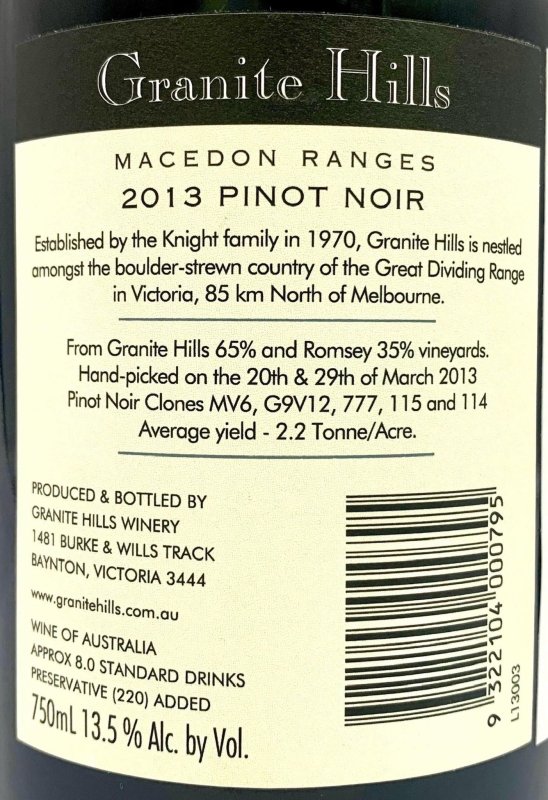 Granite Hills
MACEDON RANGES
2013 PINOT NOIR
Established by the Knight family in 1970, Granite Hills is nestled
amongst the boulder-strewn country of the Great Dividing Range
in Victoria, 85 km North of Melbourne.
From Granite Hills 65% and Romsey 35% vineyards.
Hand-picked on the 20th & 29th of March 2013
Pinot Noir Clones MV6, G9V12, 777, 115 and 114
Average yield - 2.2 Tonne/Acre.
PRODUCED & BOTTLED BY
GRANITE HILLS WINERY
1481 BURKE & WILLS TRACK
BAYNTON, VICTORIA 3444
www.granitehills.com.au
WINE OF AUSTRALIA
APPROX 8.0 STANDARD DRINKS
PRESERVATIVE (220) ADDED
750mL 13.5 % Alc. by Vol.
9 322104 000795
L13003